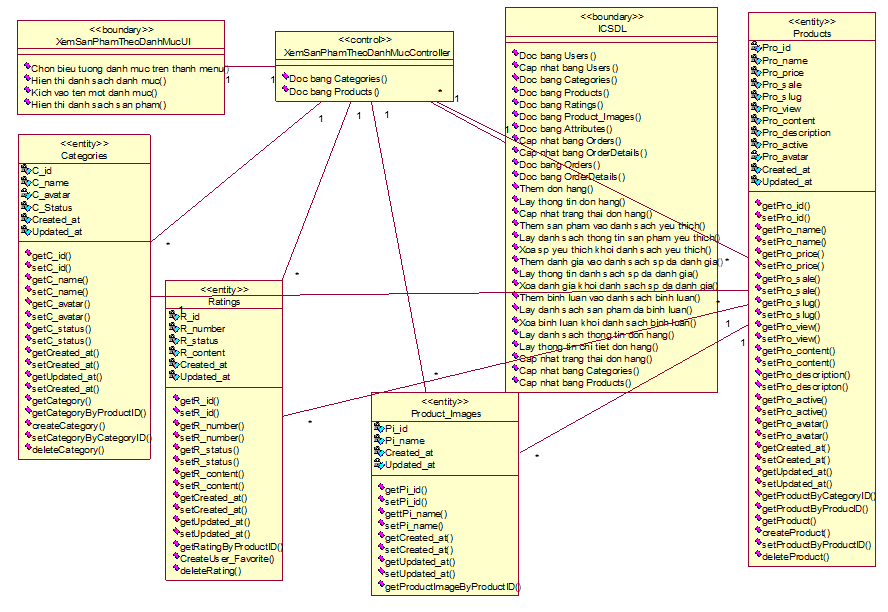 <<boundary>>
XemSanPhamTheoDanhMucUI
Chon bieu tuong danh muc tren thanh menu()
Hien thi danh sach danh muc()
Kich vao ten mot danh muc()
Hien thi danh sach san pham()
1
1
<<control>>
XemSanPhamTheoDanhMucController
Doc bang Categories()
Doc bang Products()
*
1
1
1
1
1
<<boundary>>
ICSDL
Doc bang Users()
Cap nhat bang Users()
Doc bang Categories()
Doc bang Products()
Doc bang Ratings()
Doc bang Product_Images()
Doc bang Attributes()
Cap nhat bang Orders()
Cap nhat bang OrderDetails()
Doc bang Orders()
Doc bang OrderDetails()
Them don hang()
Lay thong tin don hang()
Cap nhat trang thai don hang()
Them san pham vao danh sach yeu thich()
Lay danh sach thong tin san pham yeu thich()
Xoa sp yeu thich khoi danh sach yeu thich()
Them danh gia vao danh sach sp da danh gia()
Lay thong tin danh sach sp da danh gia()
Xoa danh gia khoi danh sach sp da danh gia()
Them binh luan vao danh sach binh luan()
Lay danh sach san pham da binh luan()
Xoa binh luan khoi danh sach binh luan()
Lay danh sach thong tin don hang()
Lay thong tin chi tiet don hang()
Cap nhat trang thai don hang()
Cap nhat bang Categories()
Cap nhat bang Products()
<<entity>>
Products
Pro_id
Pro_name
Pro_price
Pro_sale
Pro_slug
Pro_view
Pro_content
Pro_description
Pro_active
Pro_avatar
Created_at
Updated_at
getPro_id()
setPro_id()
getPro_name()
setPro_name()
getPro_price()
setPro_price()
getPro_sale()
setPro_sale()
getPro_slug()
setPro_slug()
getPro_view()
setPro_view()
getPro_content()
setPro_content()
getPro_description()
setPro_descripton()
getPro_active()
setPro_active()
getPro_avatar()
setPro_avatar()
getCreated_at()
setCreated_at()
getUpdated_at()
setUpdated_at()
getProductByCategoryID()
getProductByProducID()
getProduct()
createProduct()
setProductByProductID()
deleteProduct()
*
*
1
1
<<entity>>
Categories
C_id
C_name
C_avatar
C_Status
Created_at
Updated_at
getC_id()
setC_id()
getC_name()
setC_name()
getC_avatar()
setC_avatar()
getC_status()
setC_status()
getCreated_at()
setCreated_at()
getUpdated_at()
setCreated_at()
getCategory()
getCategoryByProductID()
createCategory()
setCategoryByCategoryID()
deleteCategory()
*
1
<<entity>>
Ratings
R_id
R_number
R_status
R_content
Created_at
Updated_at
getR_id()
setR_id()
getR_number()
setR_number()
getR_status()
setR_status()
getR_content()
setR_content()
getCreated_at()
setCreated_at()
getUpdated_at()
setUpdated_at()
getRatingByProductID()
CreateUser_Favorite()
deleteRating()
*
*
*
<<entity>>
Product_Images
Pi_id
Pi_name
Created_at
Updated_at
getPi_id()
setPi_id()
gettPi_name()
setPi_name()
getCreated_at()
setCreated_at()
getUpdated_at()
setUpdated_at()
getProductImageByProductID()
*